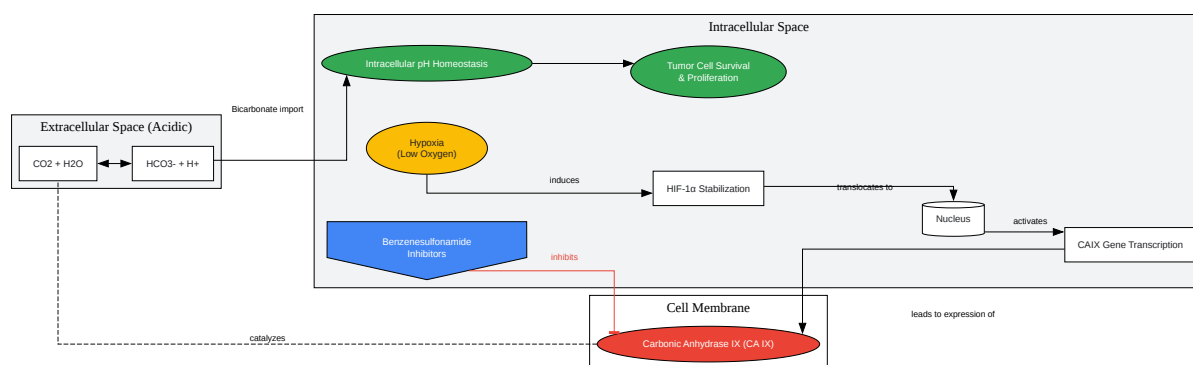 Intracellular Space
Intracellular pH Homeostasis
Tumor Cell Survival
& Proliferation
Bicarbonate import
Extracellular Space (Acidic)
CO2 + H2O
HCO3- + H+
Hypoxia
(Low Oxygen)
induces
HIF-1α Stabilization
translocates to
Nucleus
activates
CAIX Gene Transcription
Benzenesulfonamide
Inhibitors
inhibits
Cell Membrane
leads to expression of
catalyzes
Carbonic Anhydrase IX (CA IX)